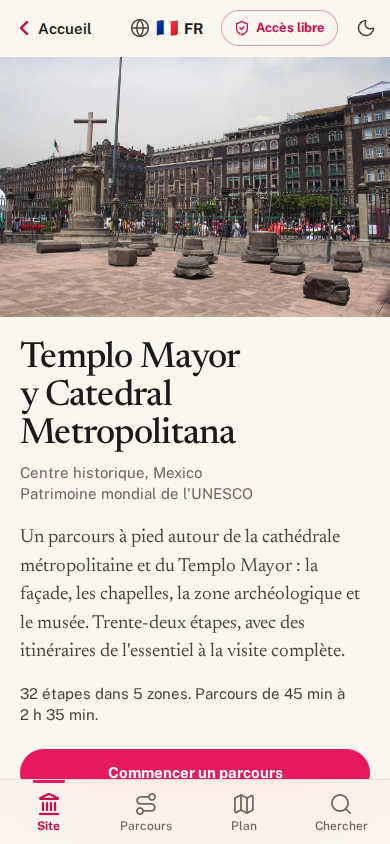 Accueil
FR
Accès libre
Templo Mayor
y Catedral
Metropolitana
Centre historique, Mexico
Patrimoine mondial de l'UNESCO
Un parcours à pied autour de la cathédrale
métropolitaine et du Templo Mayor : la
façade, les chapelles, la zone archéologique et
le musée. Trente-deux étapes, avec des
itinéraires de l'essentiel à la visite complète.
32 étapes dans 5 zones. Parcours de 45 min à
2 h 35 min.
Commencer un parcours
Site
Parcours
Plan
Chercher